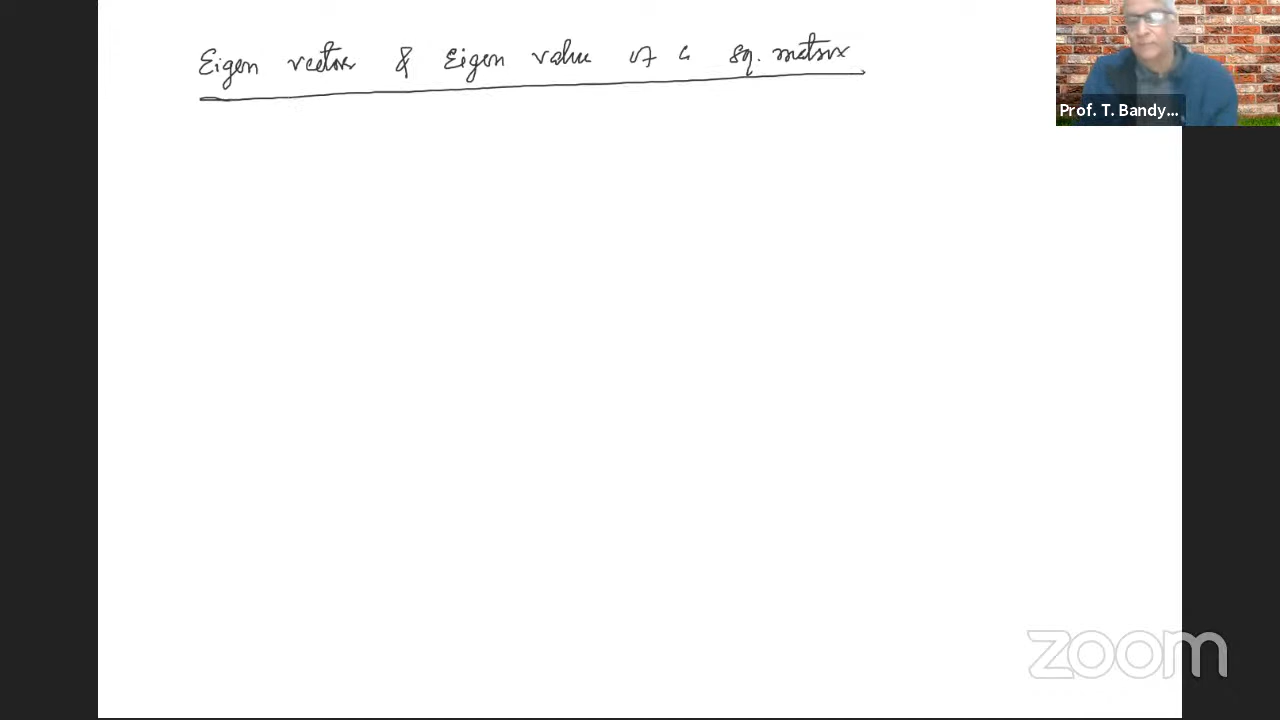 Eigen vector & Eigen value of a sq. matrix
Prof. T. Bandy...
zoom